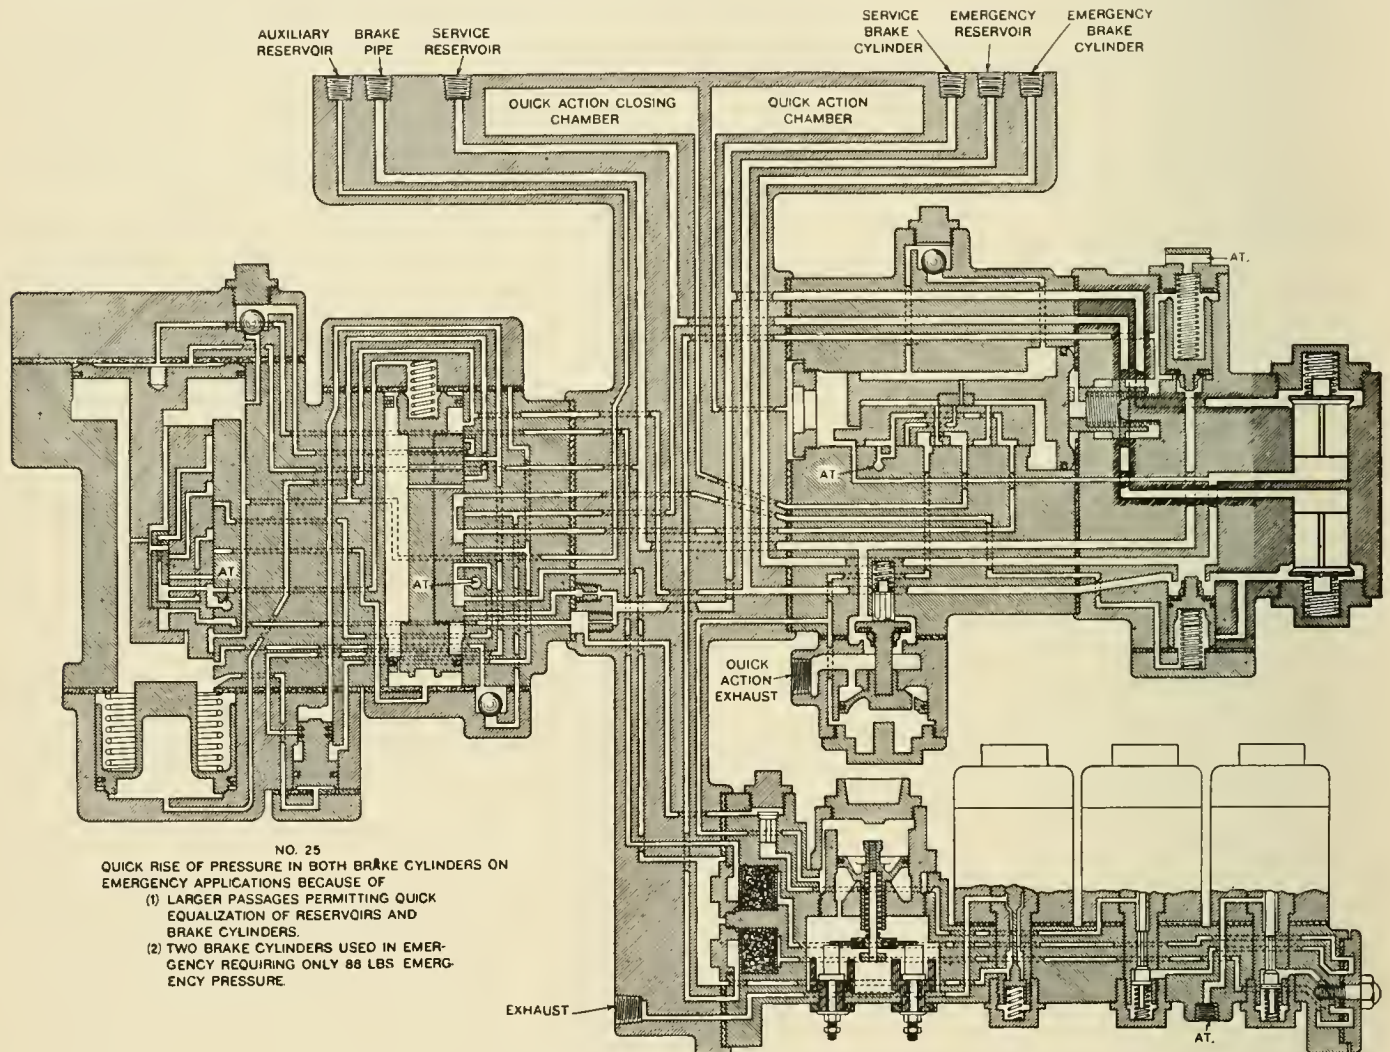 AUXILIARY RESERVOIR
BRAKE PIPE
SERVICE RESERVOIR
SERVICE BRAKE CYLINDER
EMERGENCY RESERVOIR
EMERGENCY BRAKE CYLINDER
QUICK ACTION CLOSING CHAMBER
QUICK ACTION CHAMBER
AT.
AT.
AT.
AT.
QUICK ACTION EXHAUST
NO. 25
QUICK RISE OF PRESSURE IN BOTH BRAKE CYLINDERS ON
EMERGENCY APPLICATIONS BECAUSE OF
(1) LARGER PASSAGES PERMITTING QUICK
EQUALIZATION OF RESERVOIRS AND
BRAKE CYLINDERS.
(2) TWO BRAKE CYLINDERS USED IN EMER-
GENCY REQUIRING ONLY 88 LBS EMERG-
ENCY PRESSURE.
EXHAUST
AT.